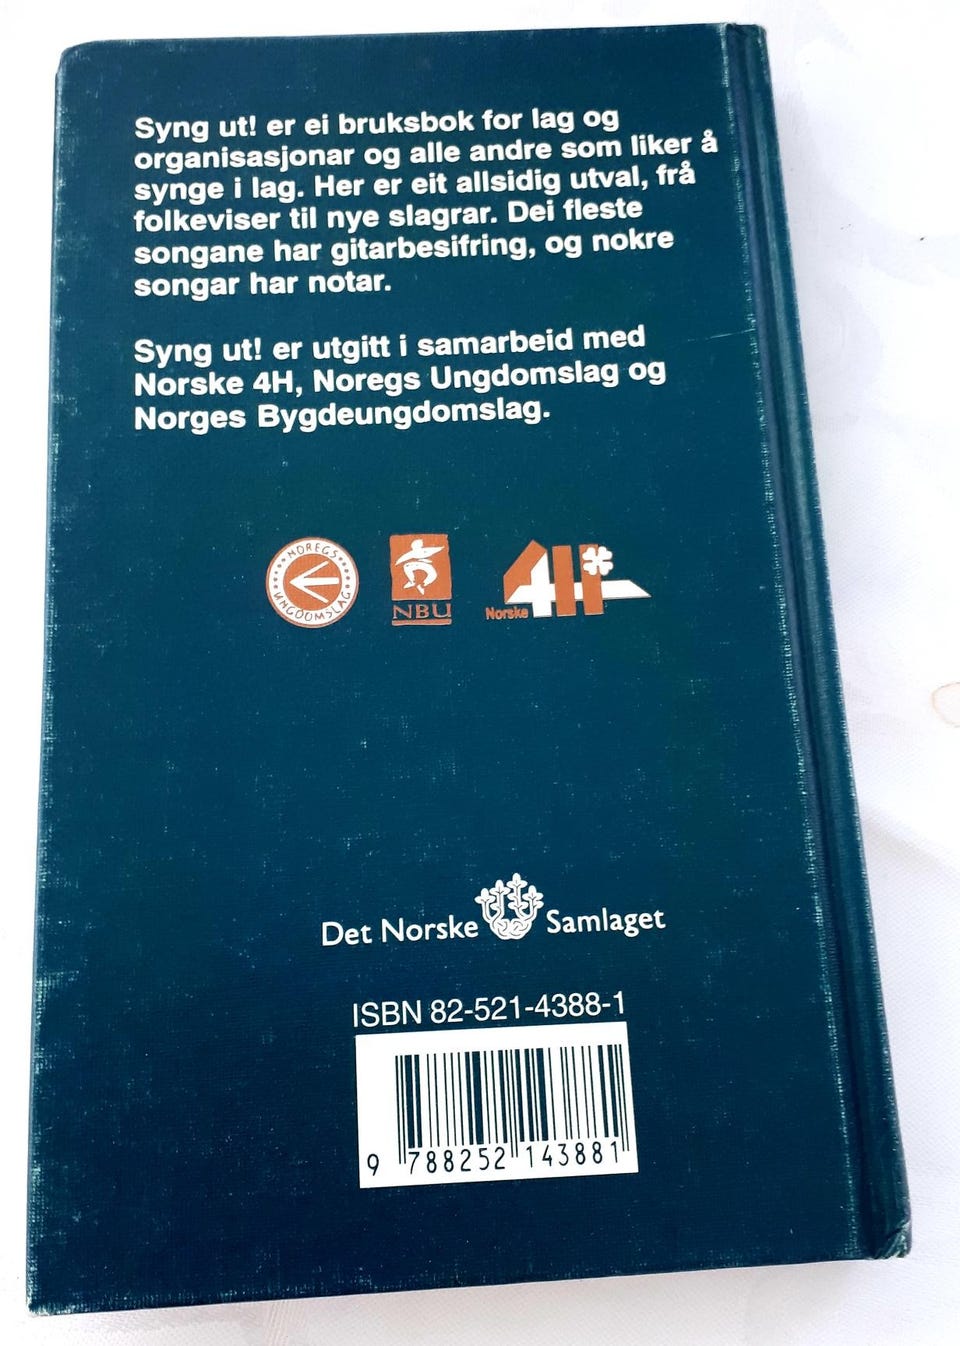 Syng ut! er ei bruksbok for lag og
organisasjonar og alle andre som liker å
synge i lag. Her er eit allsidig utval, frå
folkeviser til nye slagrar. Dei fleste
songane har gitarbesifring, og nokre
songar har notar.
Syng ut! er utgitt i samarbeid med
Norske 4H, Noregs Ungdomslag og
Norges Bygdeungdomslag.
NOREGS UNGDOMSLAG
NBU
Norske 4H
Det Norske Samlaget
ISBN 82-521-4388-1
9 788252 143881